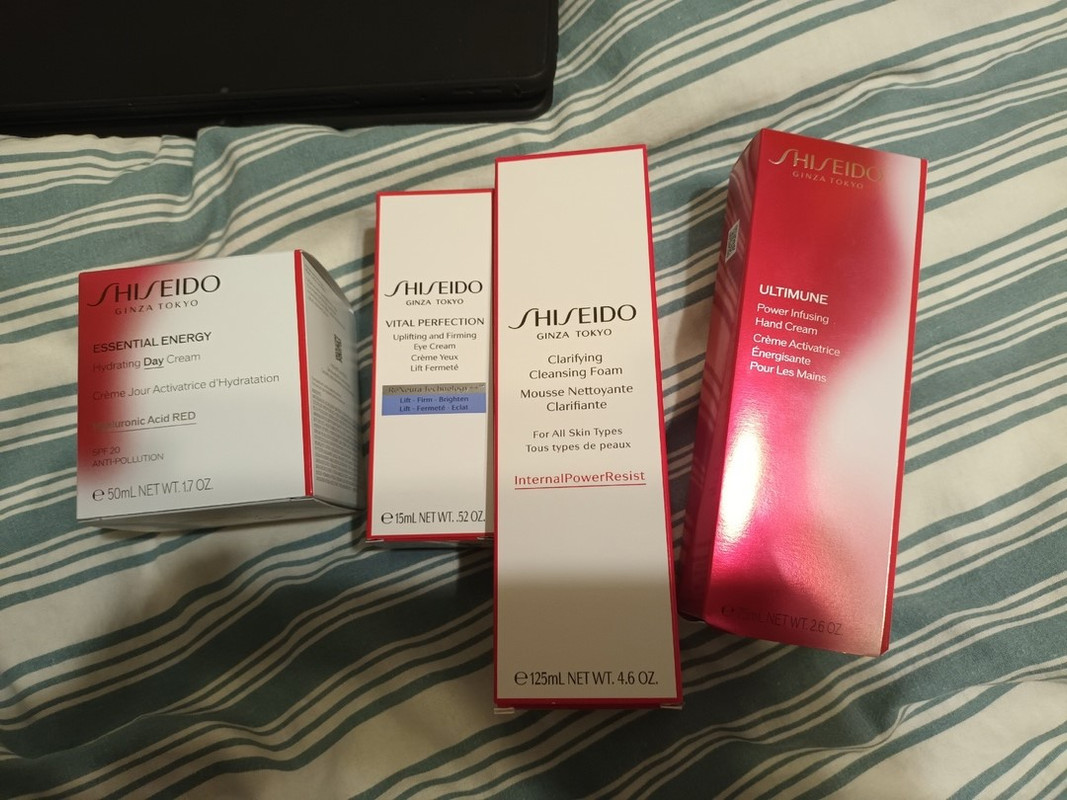 SHISEIDO
GINZA TOKYO
ESSENTIAL ENERGY
Hydrating Day Cream
Crème Jour Activatrice d'Hydratation
Acid RED
SPF 20
ANTI-POLLUTION
℮ 50mL NET WT. 1.7 OZ.
SHISEIDO
GINZA TOKYO
VITAL PERFECTION
Uplifting and Firming
Eye Cream
Crème Yeux
Lift Fermeté
Lift - Firm - Brighten
Lift - Fermeté - Eclat
℮ 15mL NET WT. .52 OZ.
SHISEIDO
GINZA TOKYO
Clarifying
Cleansing Foam
Mousse Nettoyante
Clarifiante
For All Skin Types
Tous types de peaux
InternalPowerResist
℮ 125mL NET WT. 4.6 OZ.
SHISEIDO
GINZA TOKYO
ULTIMUNE
Power Infusing
Hand Cream
Crème Activatrice
Énergisante
Pour Les Mains
NET WT. 2.6 OZ.